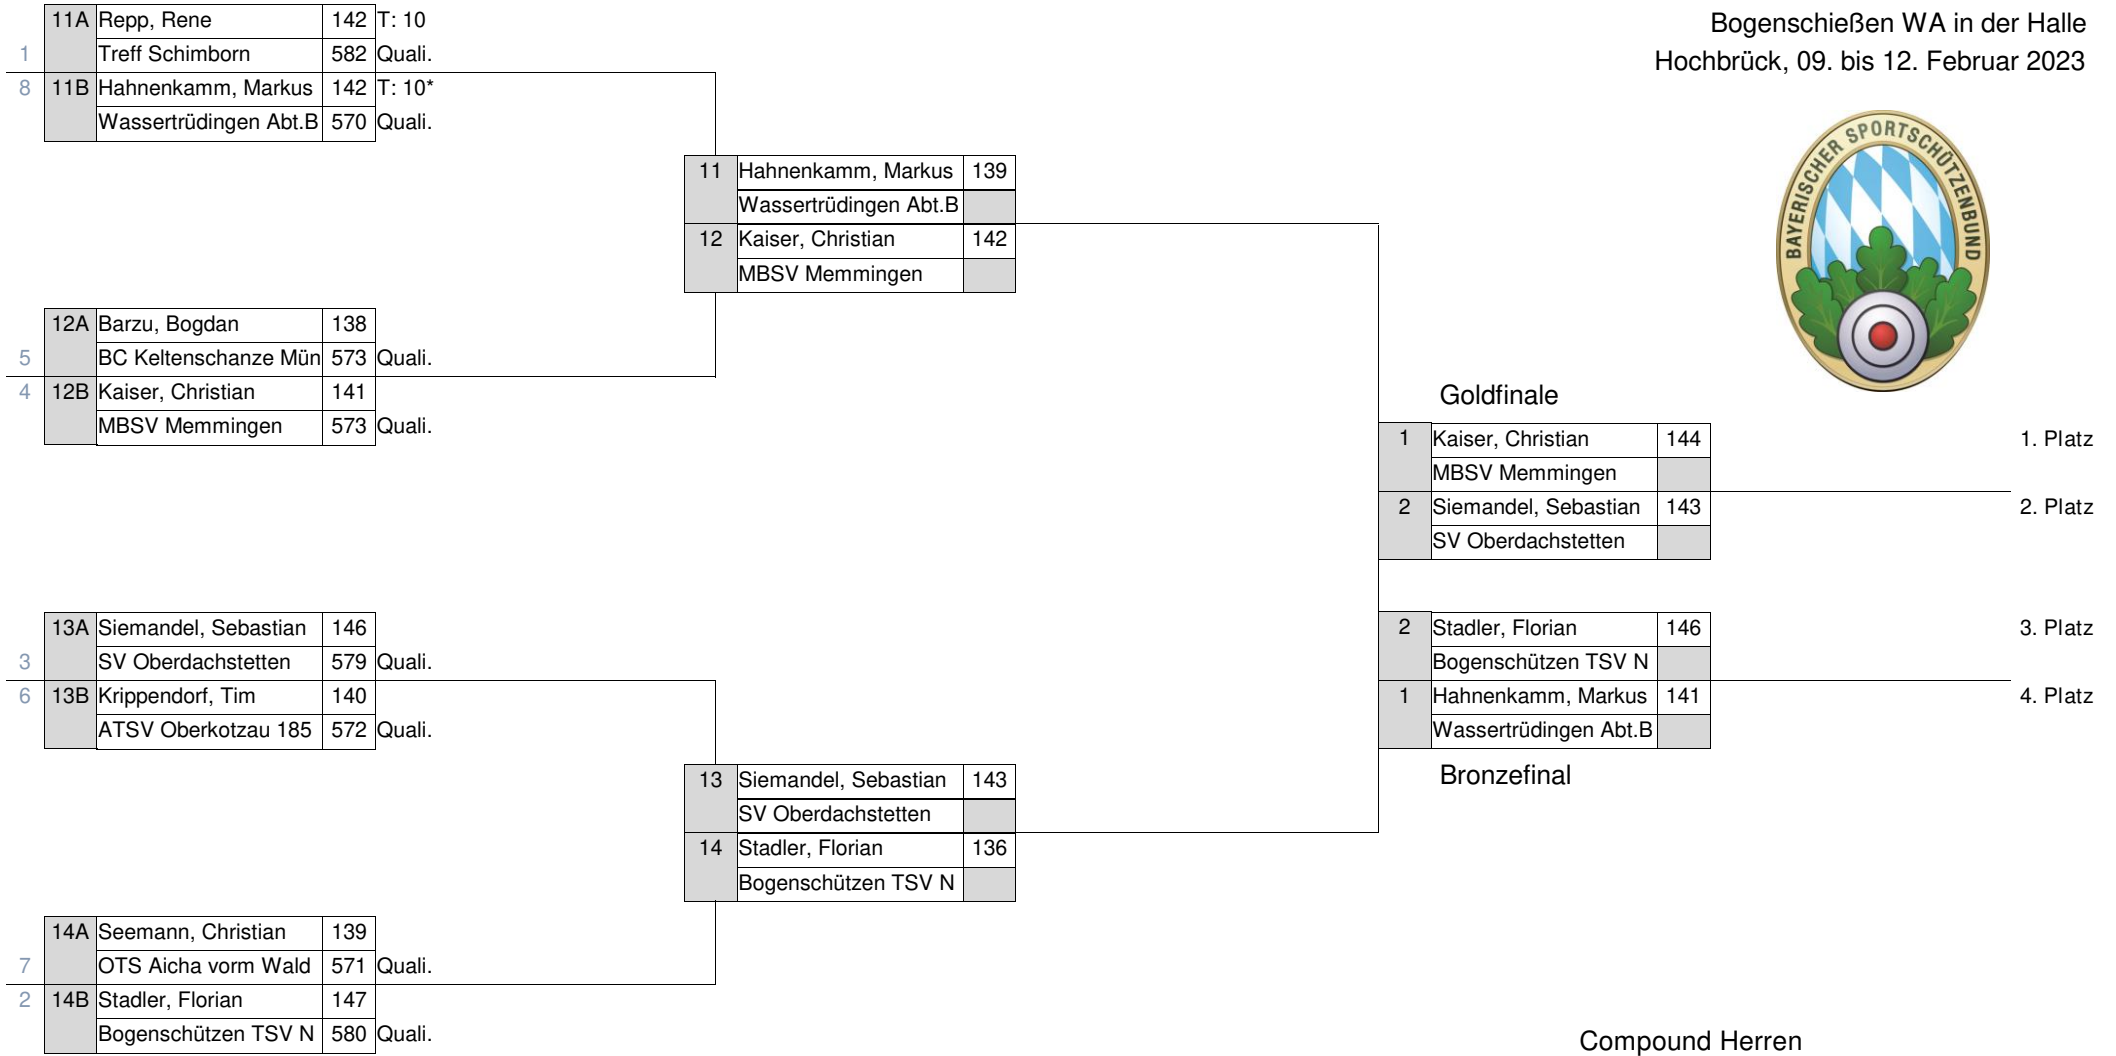 Bogenschießen WA in der Halle
Hochbrück, 09. bis 12. Februar 2023
BAYERISCHER SPORTSCHÜTZENBUND
11A Repp, Rene 142 T: 10
1 Treff Schimborn 582 Quali.
8 11B Hahnenkamm, Markus 142 T: 10*
Wassertrüdingen Abt.B 570 Quali.
12A Barzu, Bogdan 138
5 BC Keltenschanze Mün 573 Quali.
4 12B Kaiser, Christian 141
MBSV Memmingen 573 Quali.
13A Siemandel, Sebastian 146
3 SV Oberdachstetten 579 Quali.
6 13B Krippendorf, Tim 140
ATSV Oberkotzau 185 572 Quali.
14A Seemann, Christian 139
7 OTS Aicha vorm Wald 571 Quali.
2 14B Stadler, Florian 147
Bogenschützen TSV N 580 Quali.
11 Hahnenkamm, Markus 139
Wassertrüdingen Abt.B
12 Kaiser, Christian 142
MBSV Memmingen
13 Siemandel, Sebastian 143
SV Oberdachstetten
14 Stadler, Florian 136
Bogenschützen TSV N
Goldfinale
1 Kaiser, Christian 144 1. Platz
MBSV Memmingen
2 Siemandel, Sebastian 143 2. Platz
SV Oberdachstetten
2 Stadler, Florian 146 3. Platz
Bogenschützen TSV N
1 Hahnenkamm, Markus 141 4. Platz
Wassertrüdingen Abt.B
Bronzefinal
Compound Herren